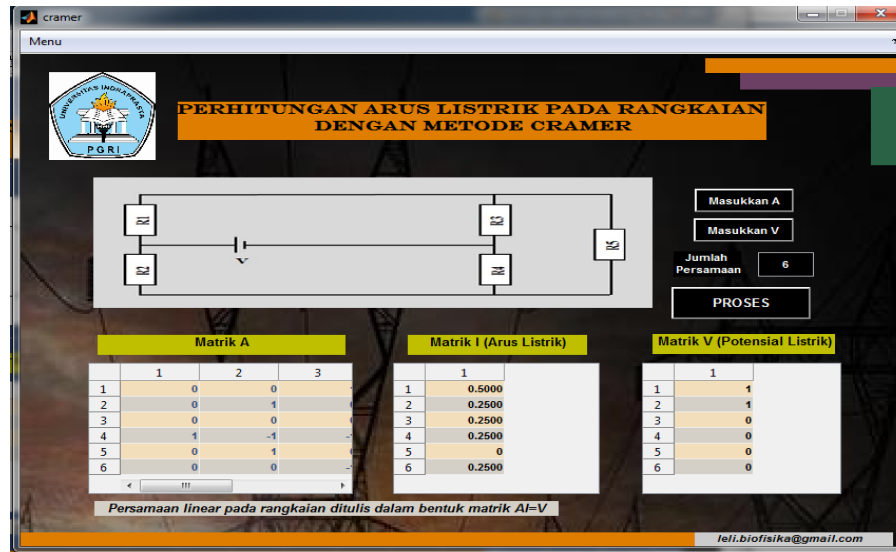 cramer
Menu
UNIVERSITAS INDRAPRASTA
PGRI
PERHITUNGAN ARUS LISTRIK PADA RANGKAIAN
DENGAN METODE CRAMER
R1
R2
V
R3
R4
R5
Masukkan A
Masukkan V
Jumlah
Persamaan
6
PROSES
Matrik A
1 2 3
1 0 0
2 0 1
3 0 0
4 1 -1
5 0 1
6 0 0
Matrik I (Arus Listrik)
1
1 0.5000
2 0.2500
3 0.2500
4 0.2500
5 0
6 0.2500
Matrik V (Potensial Listrik)
1
1 1
2 1
3 0
4 0
5 0
6 0
Persamaan linear pada rangkaian ditulis dalam bentuk matrik AI=V
leli.biofisika@gmail.com